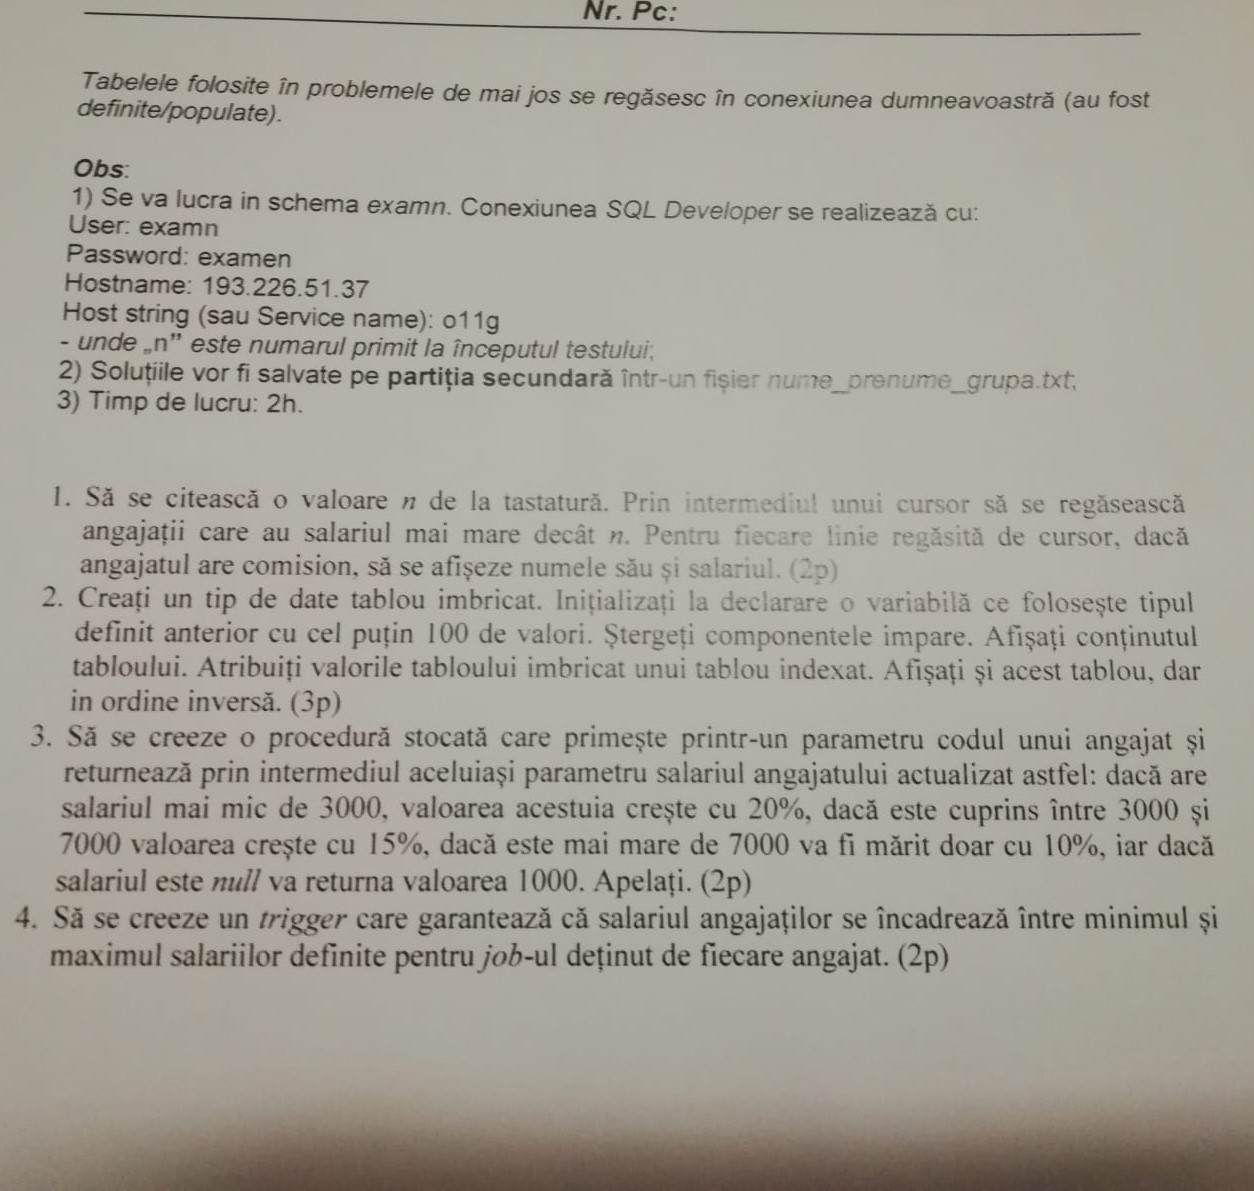 Nr. Pc:
Tabelele folosite în problemele de mai jos se regăsesc în conexiunea dumneavoastră (au fost
definite/populate).
Obs:
1) Se va lucra in schema examn. Conexiunea SQL Developer se realizează cu:
User: examn
Password: examen
Hostname: 193.226.51.37
Host string (sau Service name): o11g
- unde „n” este numarul primit la începutul testului;
2) Soluțiile vor fi salvate pe partiția secundară într-un fișier nume_prenume_grupa.txt;
3) Timp de lucru: 2h.
1. Să se citească o valoare n de la tastatură. Prin intermediul unui cursor să se regăsească
angajații care au salariul mai mare decât n. Pentru fiecare linie regăsită de cursor, dacă
angajatul are comision, să se afișeze numele său și salariul. (2p)
2. Creați un tip de date tablou imbricat. Inițializați la declarare o variabilă ce folosește tipul
definit anterior cu cel puțin 100 de valori. Ștergeți componentele impare. Afișați conținutul
tabloului. Atribuiți valorile tabloului imbricat unui tablou indexat. Afișați și acest tablou, dar
in ordine inversă. (3p)
3. Să se creeze o procedură stocată care primește printr-un parametru codul unui angajat și
returnează prin intermediul aceluiași parametru salariul angajatului actualizat astfel: dacă are
salariul mai mic de 3000, valoarea acestuia crește cu 20%, dacă este cuprins între 3000 și
7000 valoarea crește cu 15%, dacă este mai mare de 7000 va fi mărit doar cu 10%, iar dacă
salariul este null va returna valoarea 1000. Apelați. (2p)
4. Să se creeze un trigger care garantează că salariul angajaților se încadrează între minimul și
maximul salariilor definite pentru job-ul deținut de fiecare angajat. (2p)